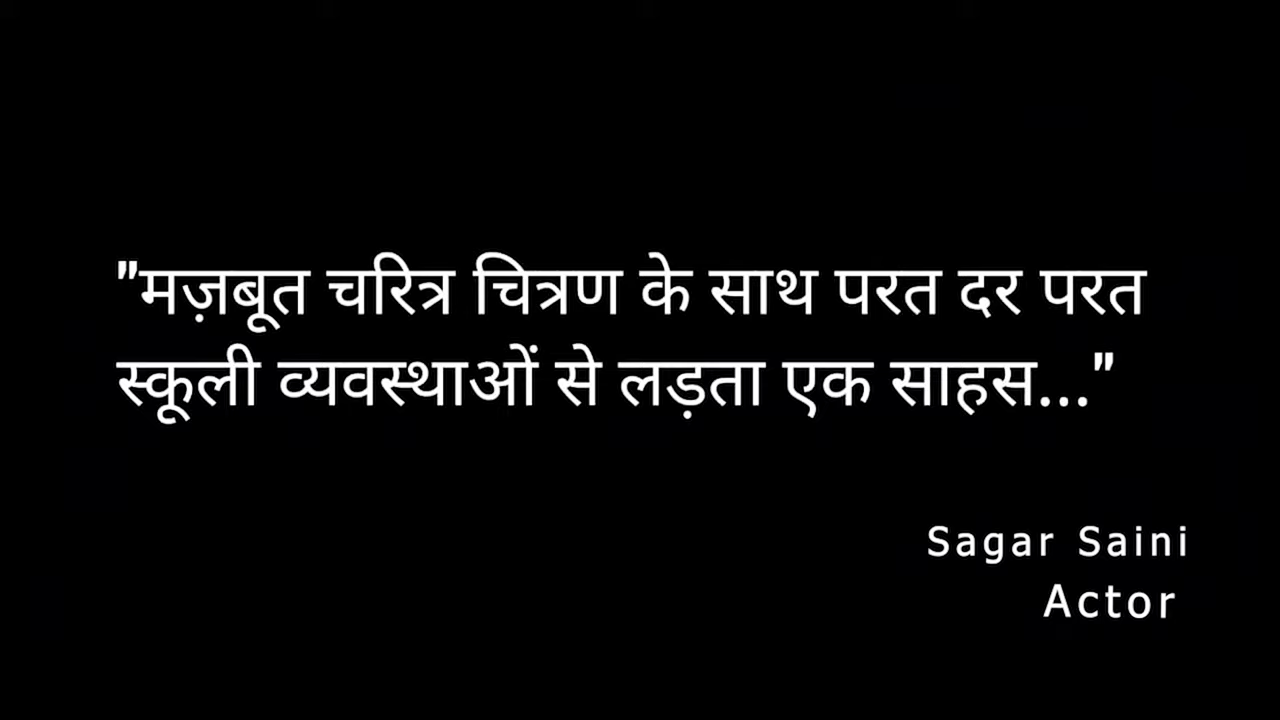 "मज़बूत चरित्र चित्रण के साथ परत दर परत
स्कूली व्यवस्थाओं से लड़ता एक साहस..."
Sagar Saini
Actor